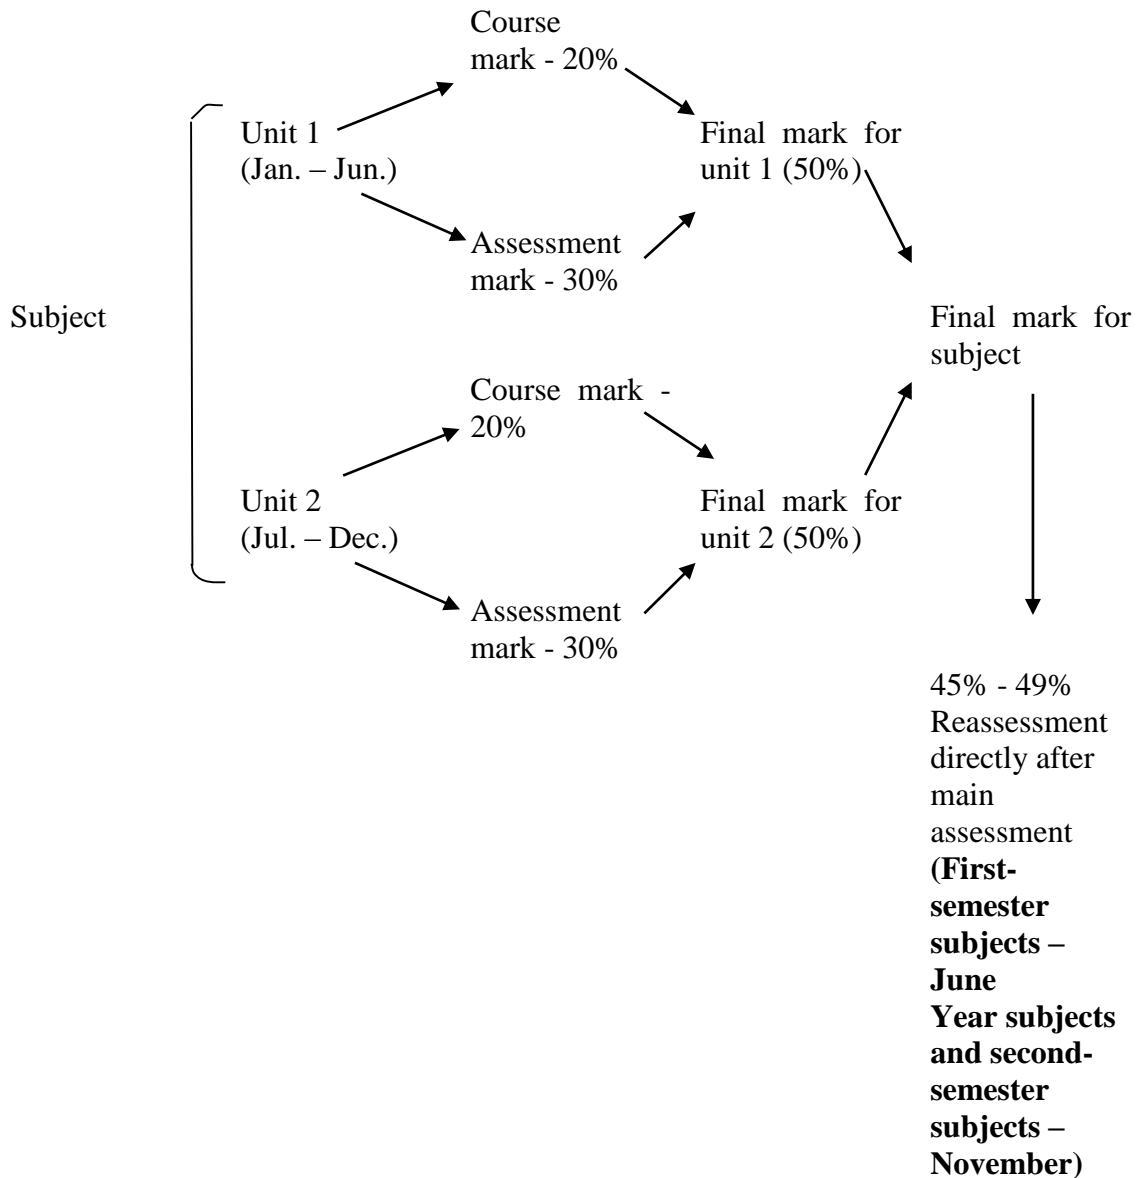 Course
mark - 20%
Unit 1
(Jan. – Jun.)
Final mark for
unit 1 (50%)
Assessment
mark - 30%
Subject
Final mark for
subject
Course mark -
20%
Unit 2
(Jul. – Dec.)
Final mark for
unit 2 (50%)
Assessment
mark - 30%
45% - 49%
Reassessment
directly after
main
assessment
(First-
semester
subjects –
June
Year subjects
and second-
semester
subjects –
November)